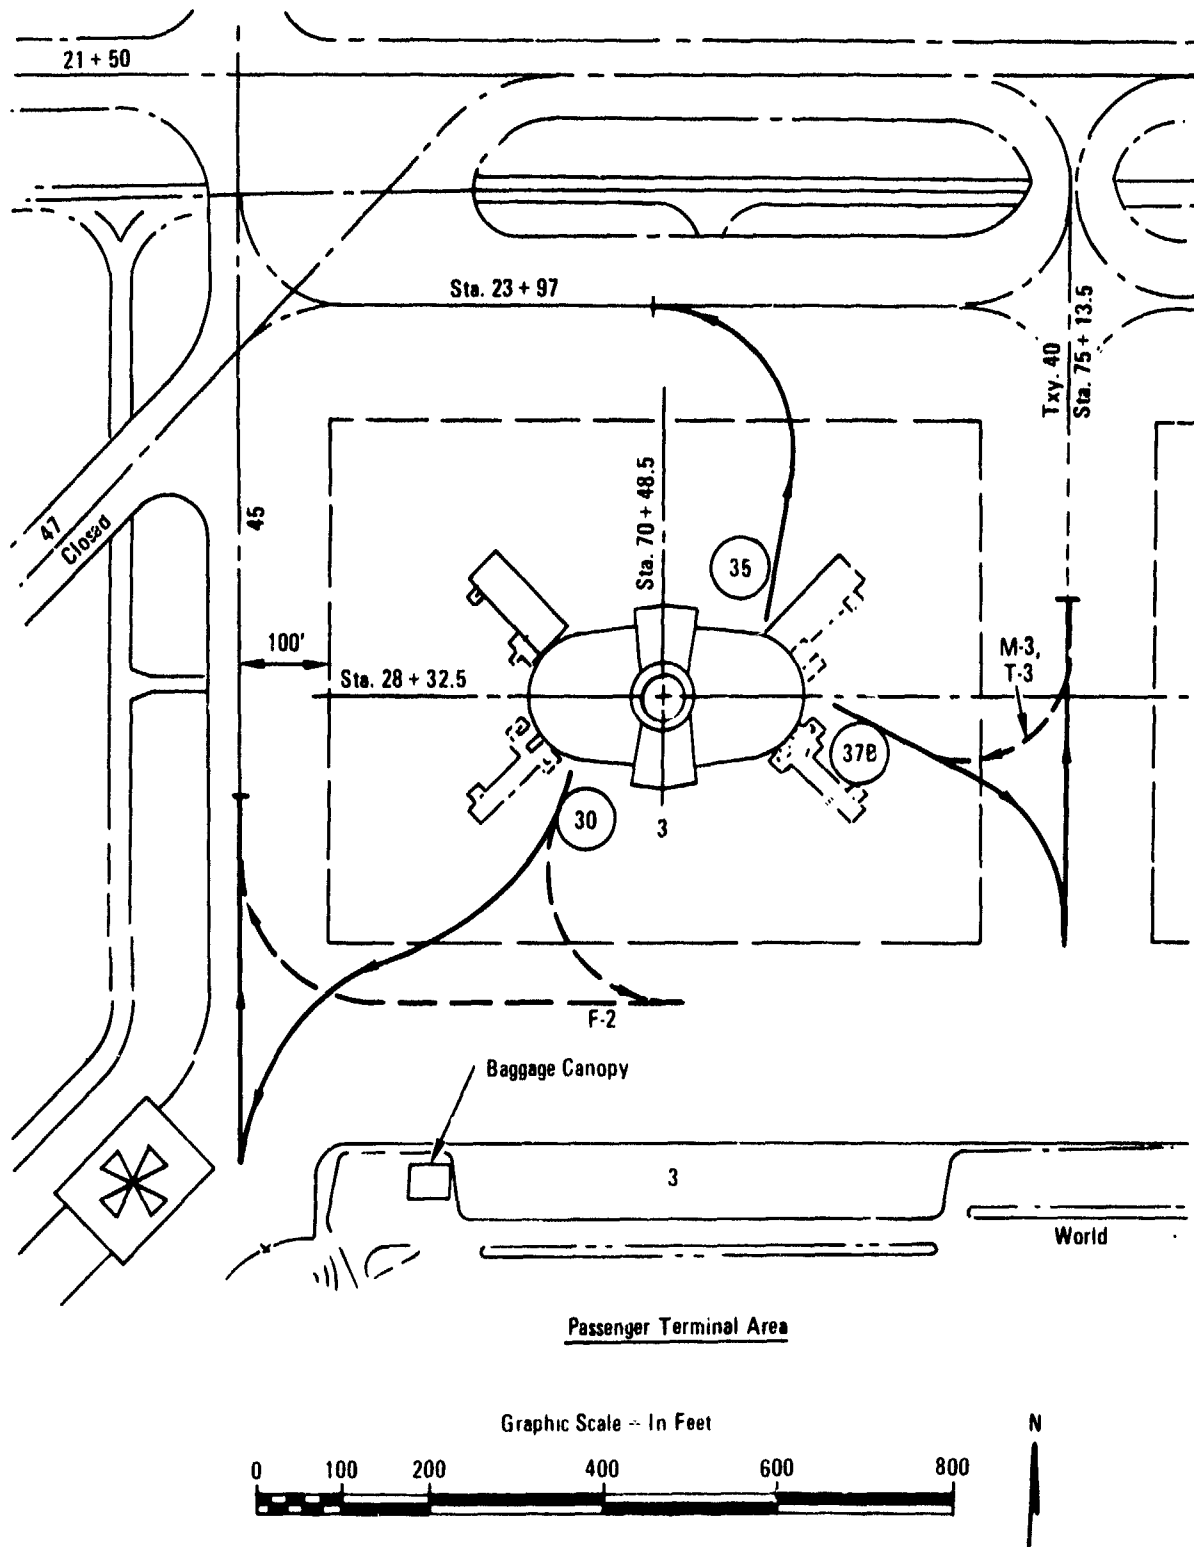 21 + 50
Sta. 23 + 97
Txy. 40
Sta. 75 + 13.5
47
Closed
45
Sta. 70 + 48.5
35
100'
M-3,
T-3
Sta. 28 + 32.5
37B
30
3
F-2
Baggage Canopy
3
World
Passenger Terminal Area
Graphic Scale -- In Feet
N
0 100 200 400 600 800